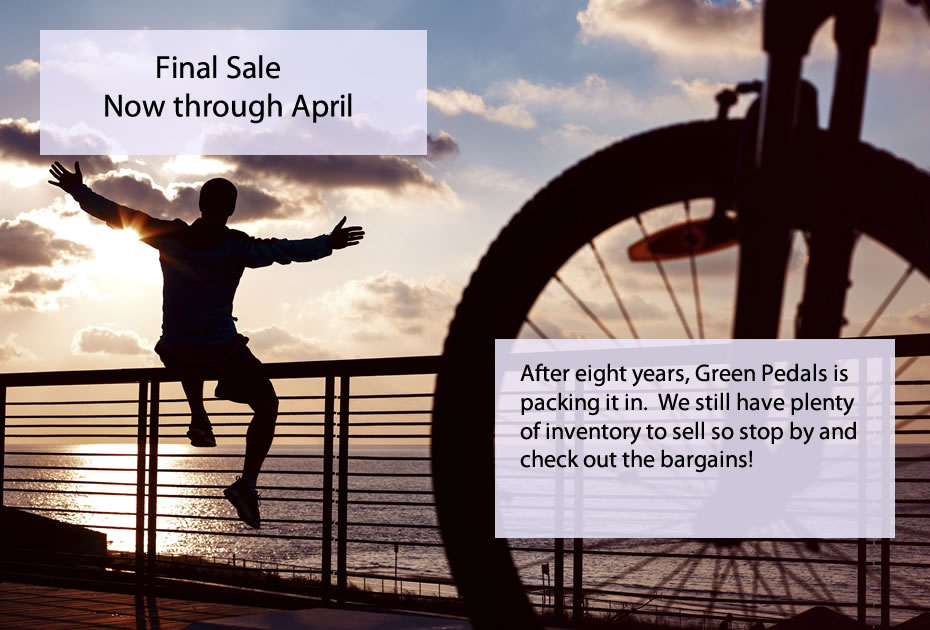 Final Sale
Now through April
After eight years, Green Pedals is
packing it in.  We still have plenty
of inventory to sell so stop by and
check out the bargains!